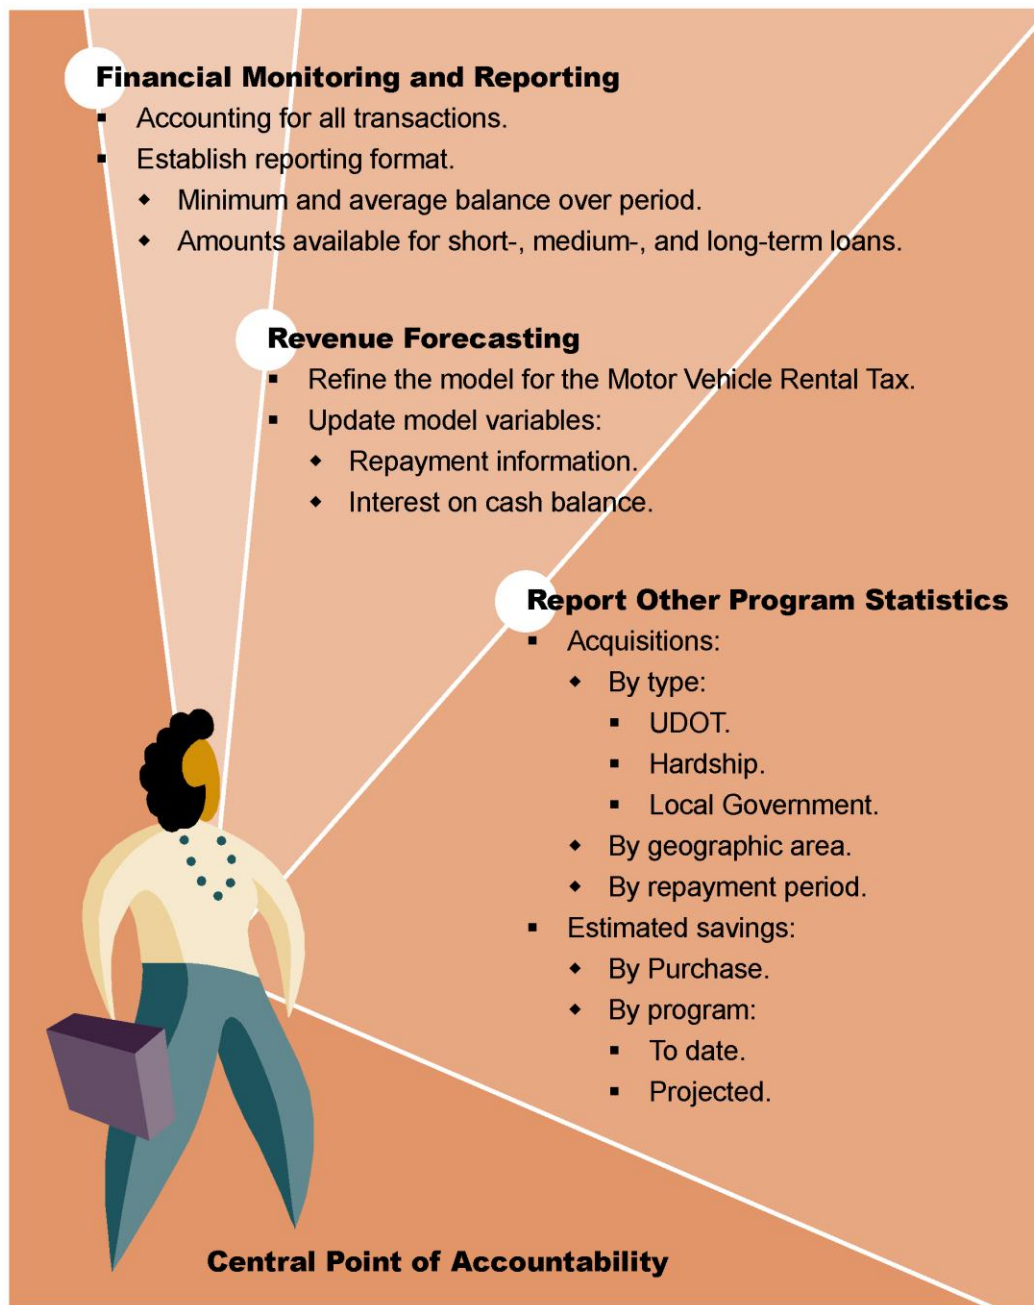 Financial Monitoring and Reporting
▪ Accounting for all transactions.
▪ Establish reporting format.
◆ Minimum and average balance over period.
◆ Amounts available for short-, medium-, and long-term loans.
Revenue Forecasting
▪ Refine the model for the Motor Vehicle Rental Tax.
▪ Update model variables:
◆ Repayment information.
◆ Interest on cash balance.
Report Other Program Statistics
▪ Acquisitions:
◆ By type:
▪ UDOT.
▪ Hardship.
▪ Local Government.
◆ By geographic area.
◆ By repayment period.
▪ Estimated savings:
◆ By Purchase.
◆ By program:
▪ To date.
▪ Projected.
Central Point of Accountability